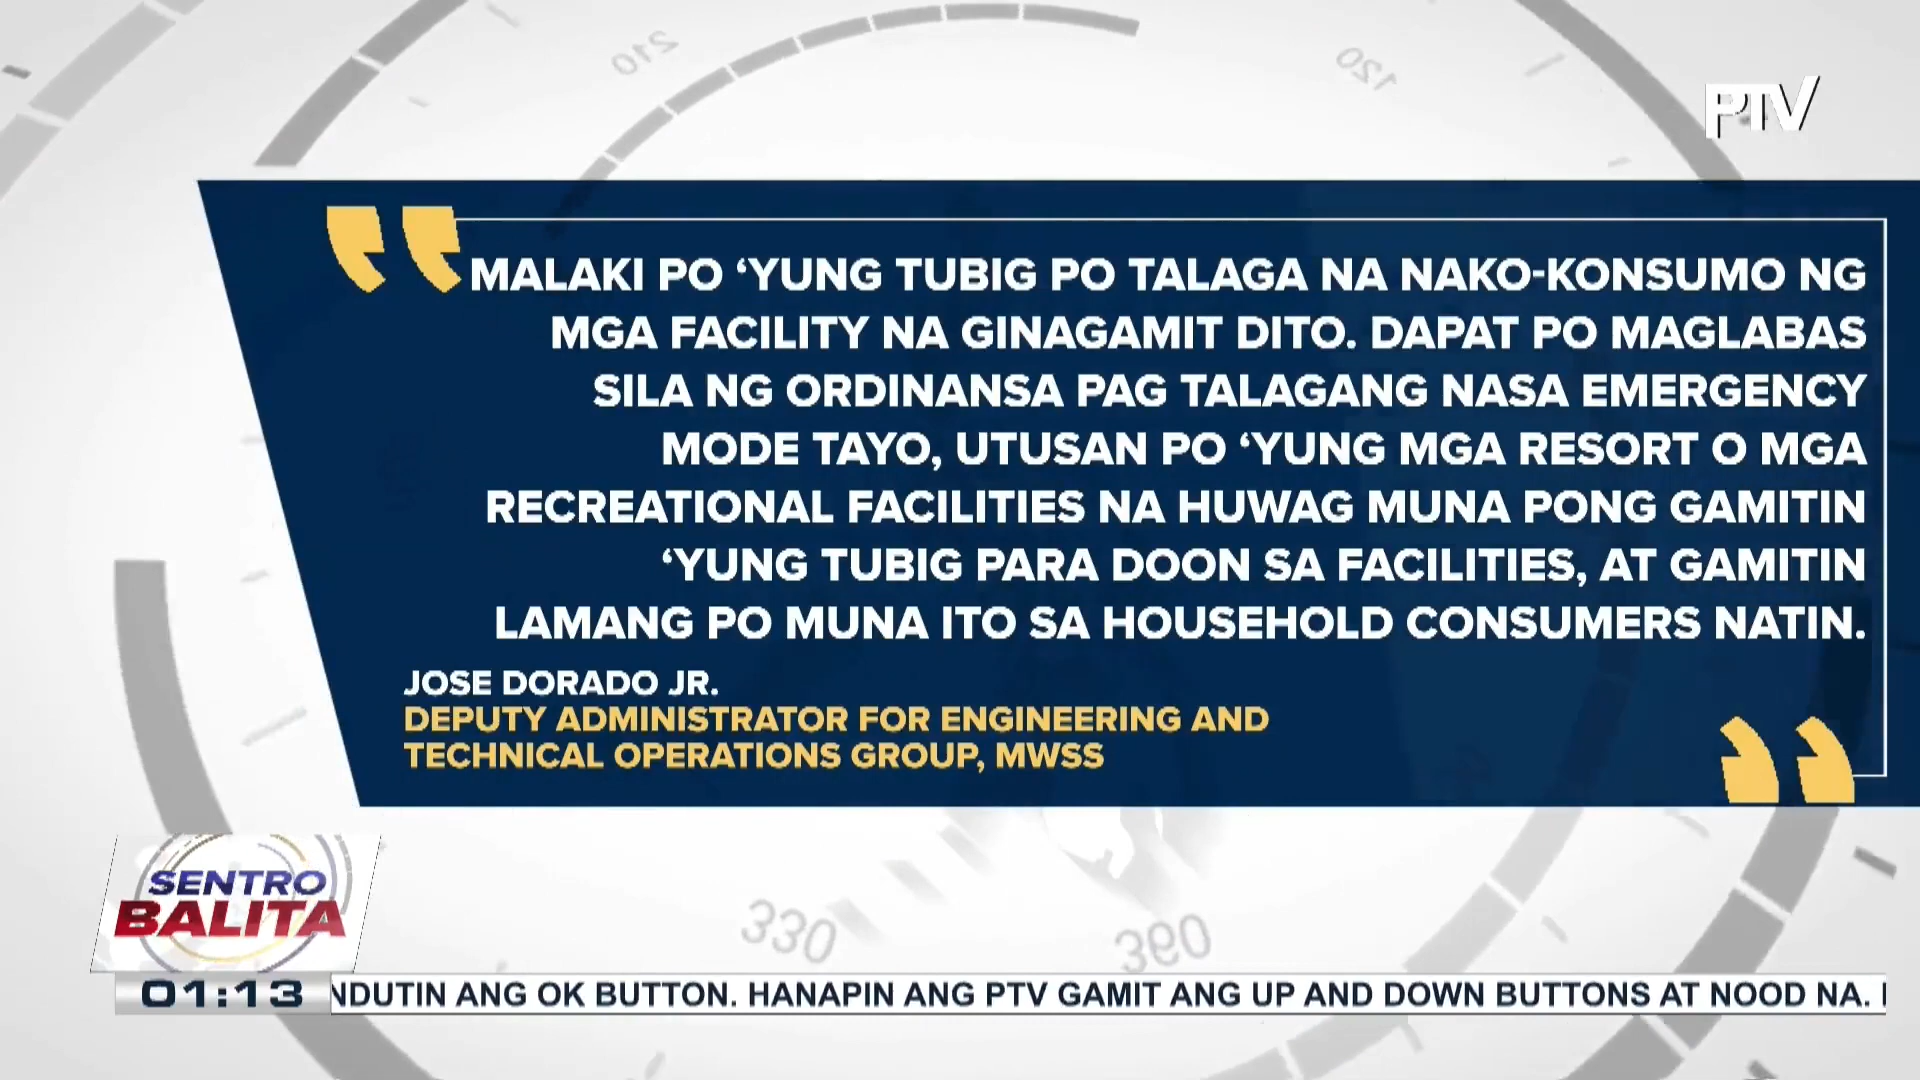 210
120
PTV
MALAKI PO ‘YUNG TUBIG PO TALAGA NA NAKO-KONSUMO NG
MGA FACILITY NA GINAGAMIT DITO. DAPAT PO MAGLABAS
SILA NG ORDINANSA PAG TALAGANG NASA EMERGENCY
MODE TAYO, UTUSAN PO ‘YUNG MGA RESORT O MGA
RECREATIONAL FACILITIES NA HUWAG MUNA PONG GAMITIN
‘YUNG TUBIG PARA DOON SA FACILITIES, AT GAMITIN
LAMANG PO MUNA ITO SA HOUSEHOLD CONSUMERS NATIN.
JOSE DORADO JR.
DEPUTY ADMINISTRATOR FOR ENGINEERING AND
TECHNICAL OPERATIONS GROUP, MWSS
330
SENTRO
BALITA
01:13
NDUTIN ANG OK BUTTON. HANAPIN ANG PTV GAMIT ANG UP AND DOWN BUTTONS AT NOOD NA.